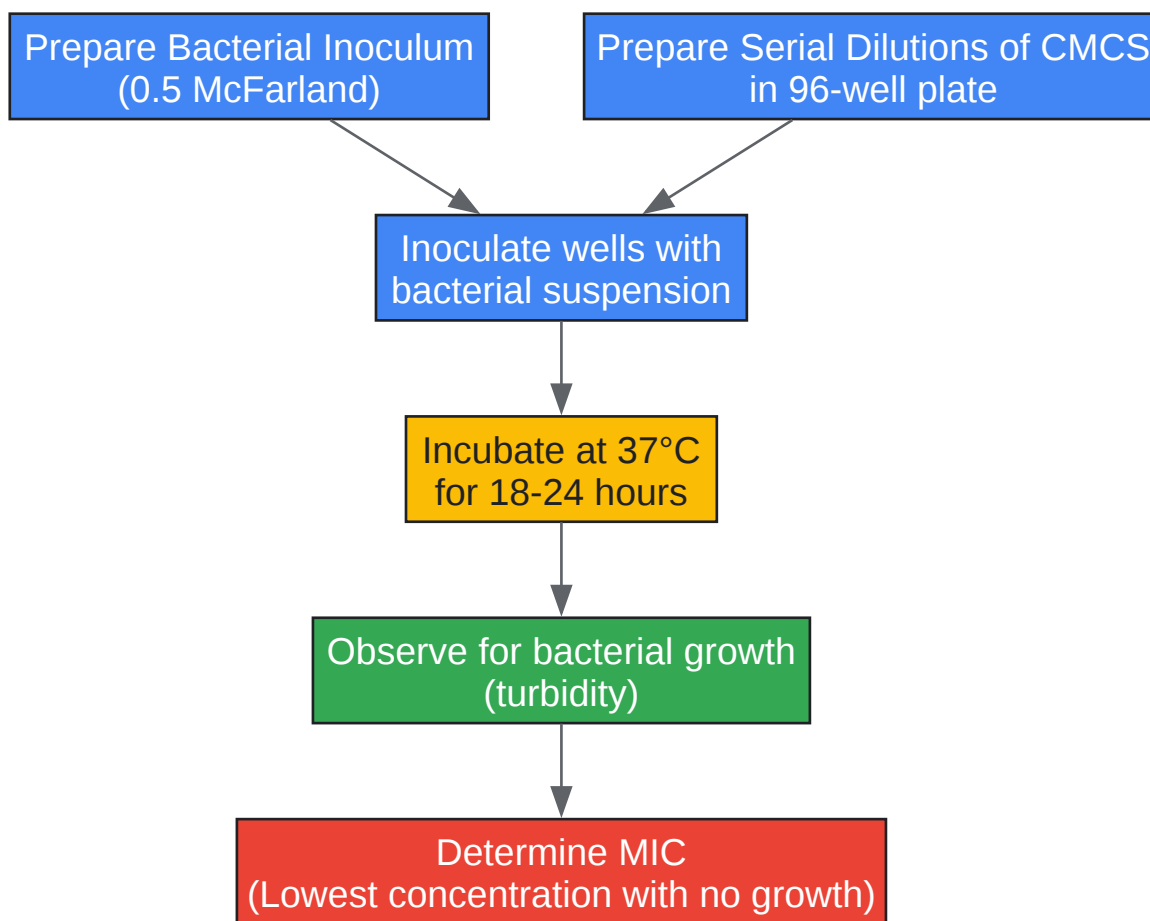 Prepare Bacterial Inoculum
(0.5 McFarland)
Prepare Serial Dilutions of CMCS
in 96-well plate
Inoculate wells with
bacterial suspension
Incubate at 37°C
for 18-24 hours
Observe for bacterial growth
(turbidity)
Determine MIC
(Lowest concentration with no growth)